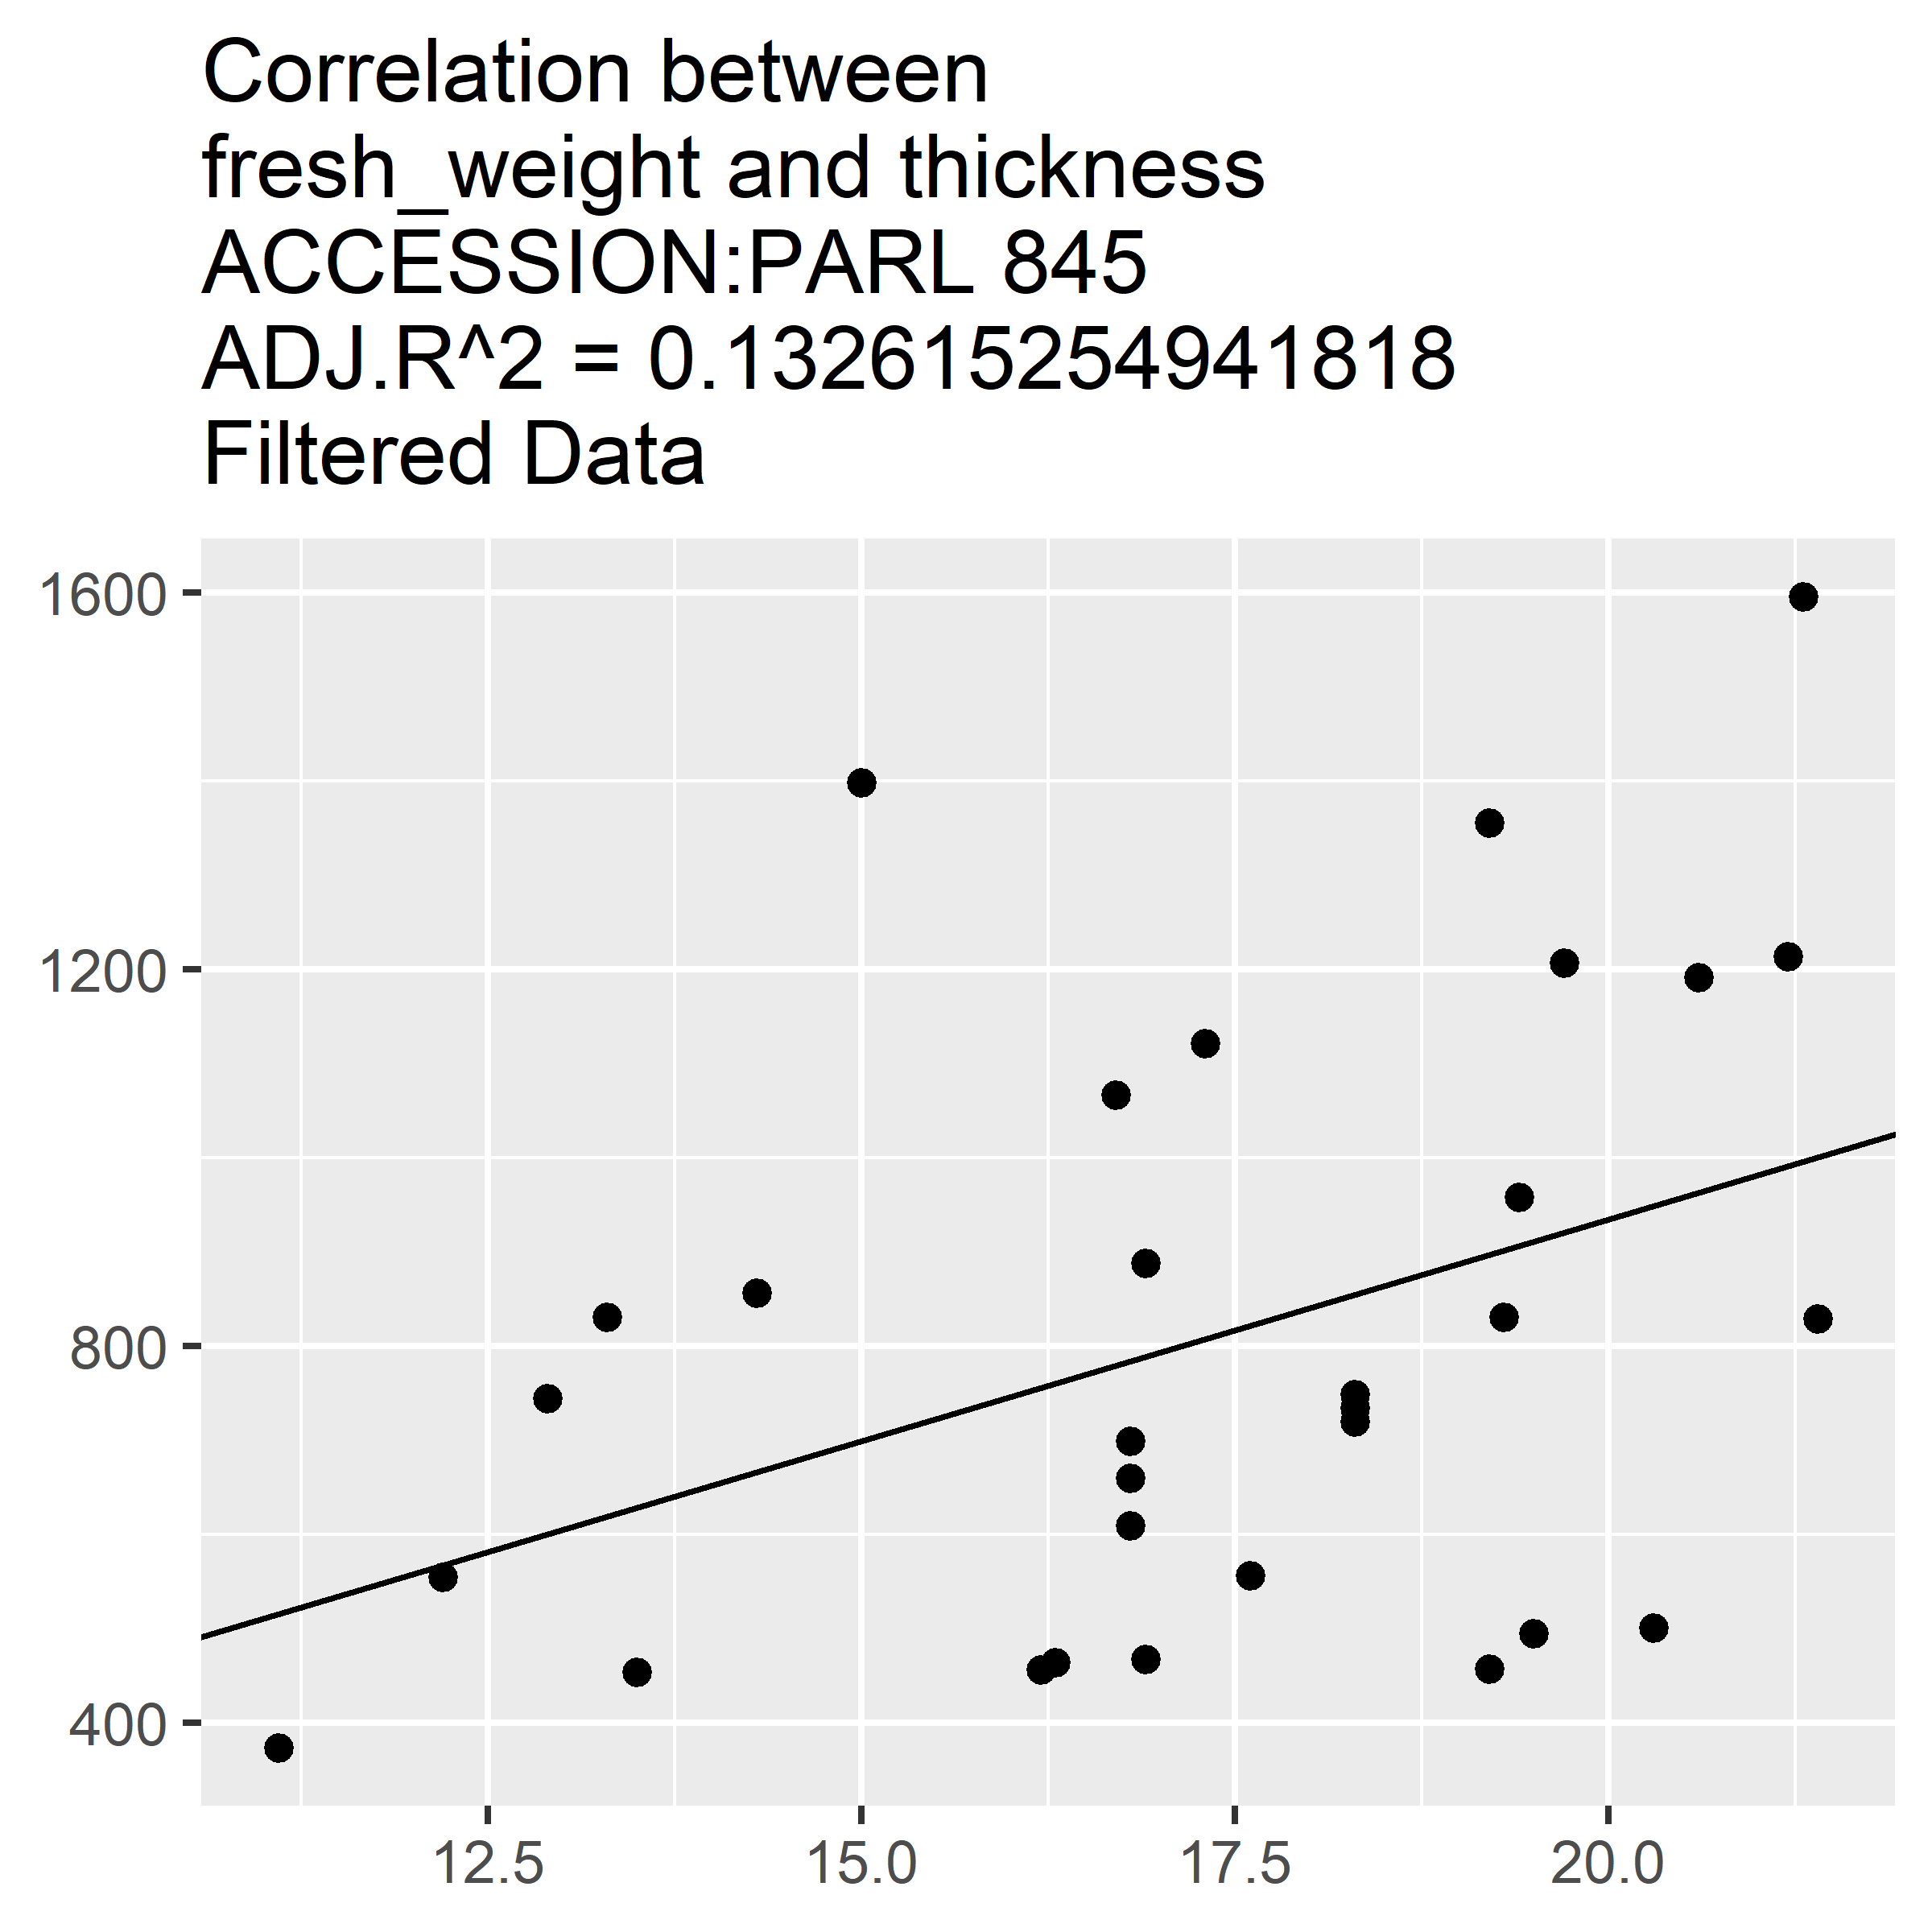 Correlation between
fresh_weight and thickness
ACCESSION:PARL 845
ADJ.R^2 = 0.132615254941818
Filtered Data
1600
1200
800
400
12.5 15.0 17.5 20.0